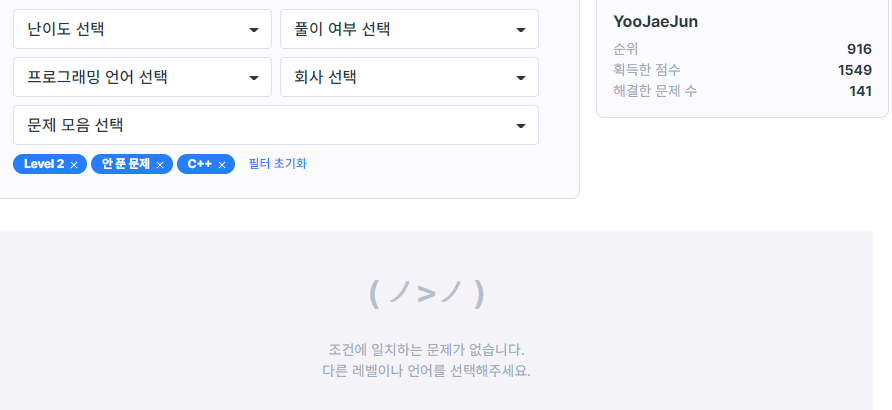 난이도 선택
풀이 여부 선택
프로그래밍 언어 선택
회사 선택
문제 모음 선택
Level 2 ×
안 푼 문제 ×
C++ ×
필터 초기화
YooJaeJun
순위 916
획득한 점수 1549
해결한 문제 수 141
(ノ>ノ)
조건에 일치하는 문제가 없습니다.
다른 레벨이나 언어를 선택해주세요.